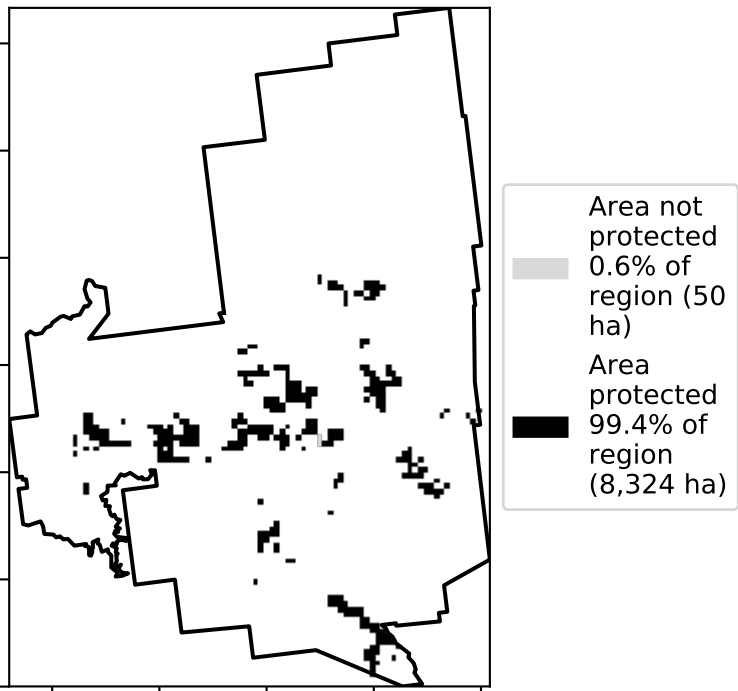 Area not
protected
0.6% of
region (50
ha)
Area
protected
99.4% of
region
(8,324 ha)